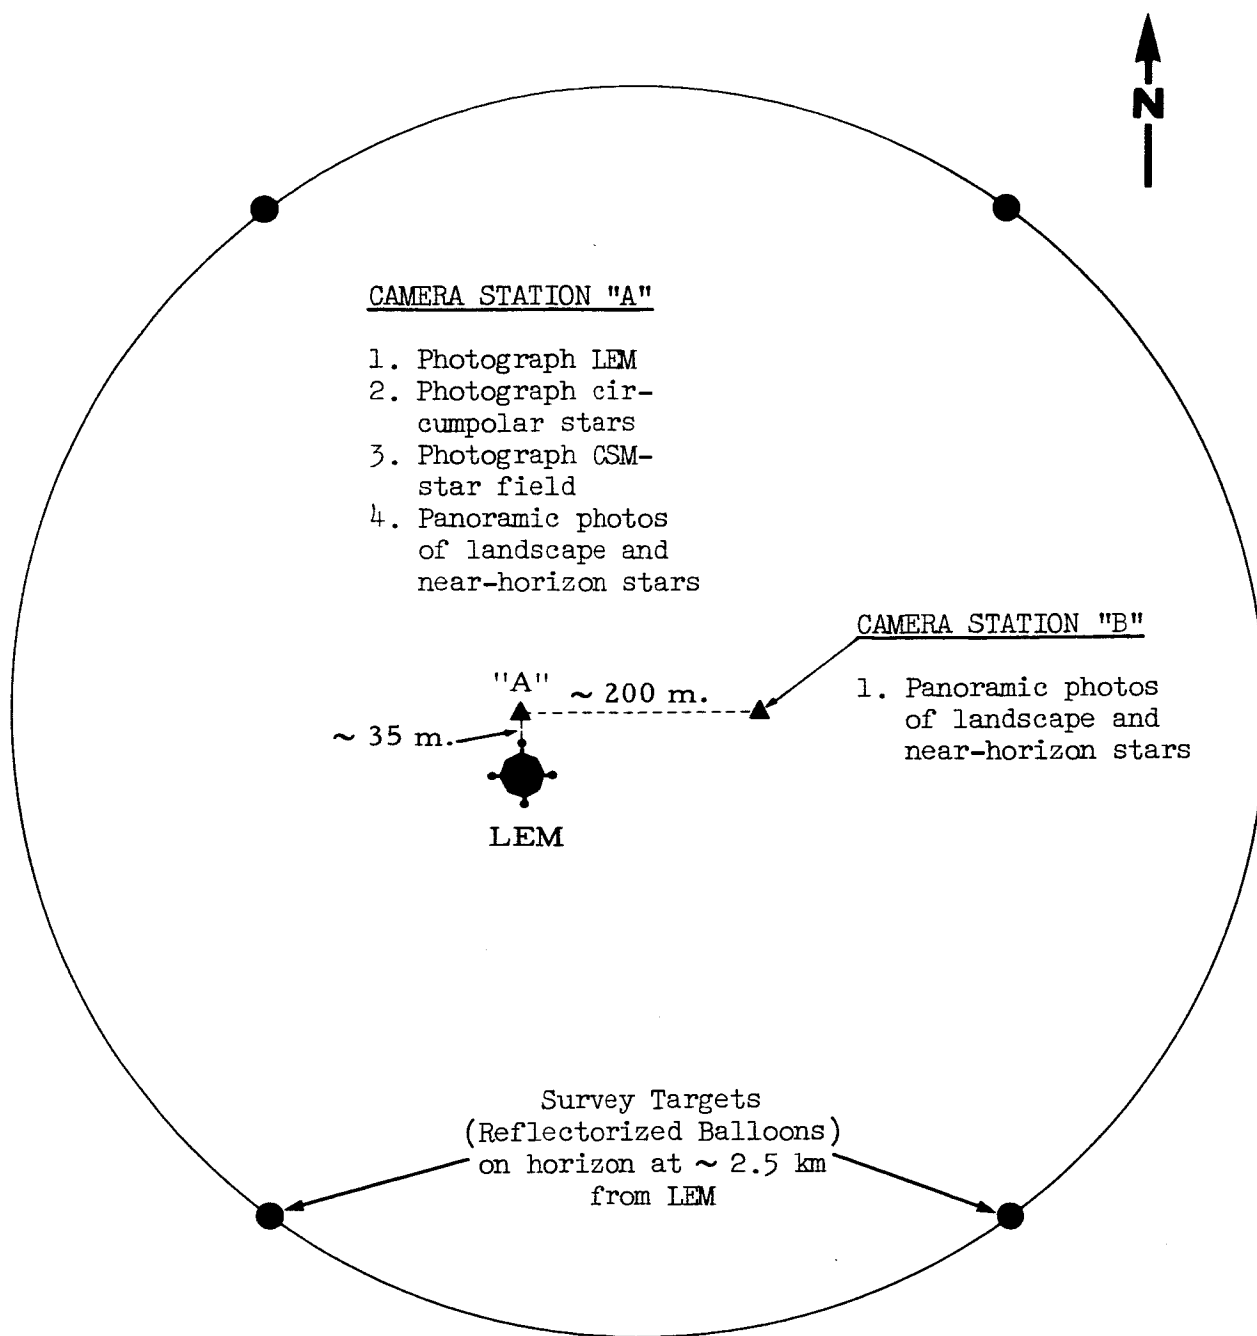 N
CAMERA STATION "A"
1. Photograph LEM
2. Photograph cir-
cumpolar stars
3. Photograph CSM-
star field
4. Panoramic photos
of landscape and
near-horizon stars
CAMERA STATION "B"
1. Panoramic photos
of landscape and
near-horizon stars
"A"
~ 200 m.
~ 35 m.
LEM
Survey Targets
(Reflectorized Balloons)
on horizon at ~ 2.5 km
from LEM